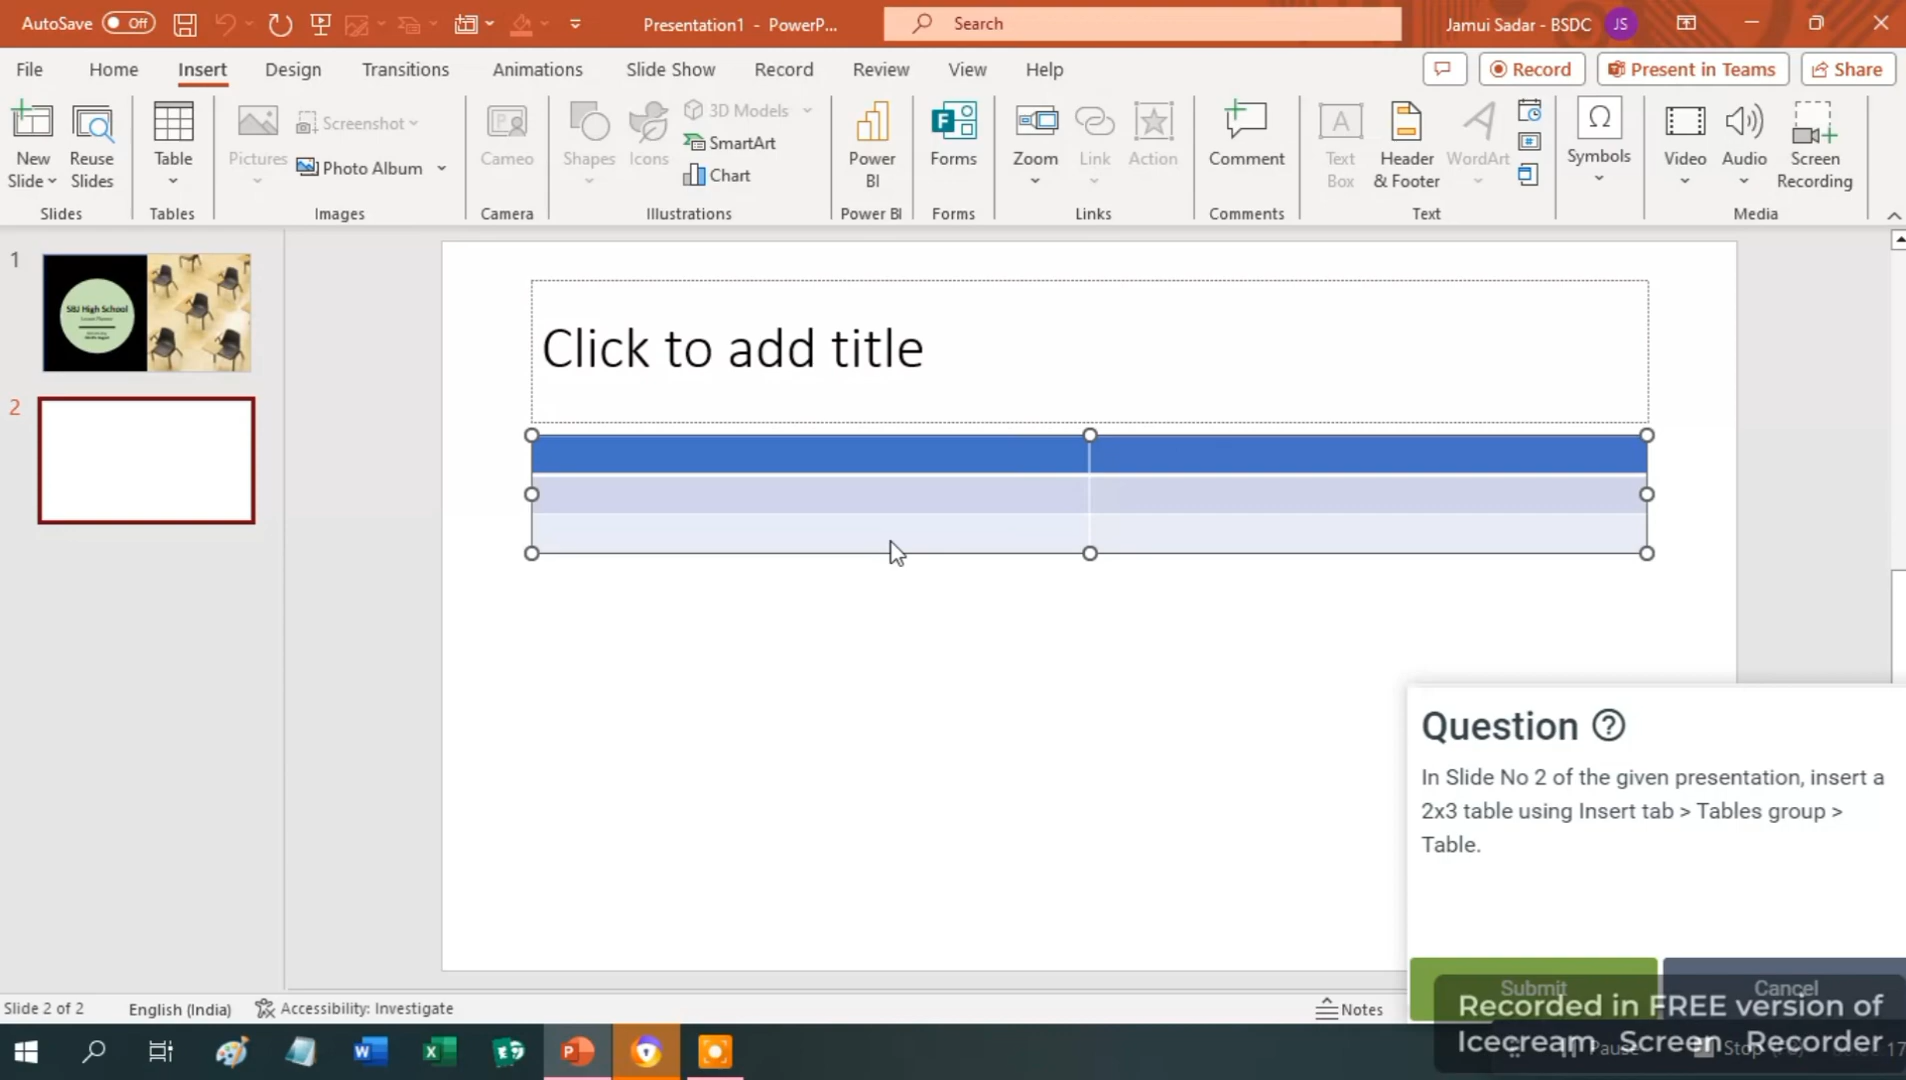 AutoSave Off
Presentation1 - PowerP...
Search
Jamui Sadar - BSDC JS
File Home Insert Design Transitions Animations Slide Show Record Review View Help
Record Present in Teams Share
New Slide
Reuse Slides
Table
Pictures
Screenshot
Photo Album
Cameo
Shapes
Icons
3D Models
SmartArt
Chart
Power BI
Forms
Zoom
Link
Action
Comment
Text Box
Header & Footer
WordArt
Symbols
Video
Audio
Screen Recording
Slides Tables Images Camera Illustrations Power BI Forms Links Comments Text Media
1
SBJ High School
2
Click to add title
Question ?
In Slide No 2 of the given presentation, insert a
2x3 table using Insert tab > Tables group >
Table.
Submit Cancel
Slide 2 of 2 English (India) Accessibility: Investigate Notes
Recorded in FREE version of
Icecream Screen Recorder
Pause Stop
17